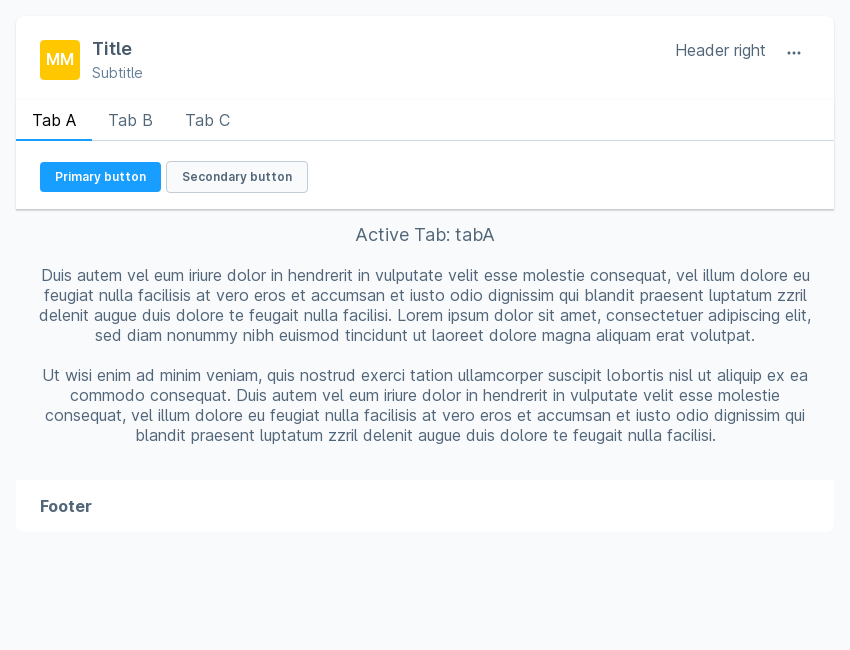 MM
Title
Subtitle
Header right
Tab A
Tab B
Tab C
Primary button
Secondary button
Active Tab: tabA
Duis autem vel eum iriure dolor in hendrerit in vulputate velit esse molestie consequat, vel illum dolore eu
feugiat nulla facilisis at vero eros et accumsan et iusto odio dignissim qui blandit praesent luptatum zzril
delenit augue duis dolore te feugait nulla facilisi. Lorem ipsum dolor sit amet, consectetuer adipiscing elit,
sed diam nonummy nibh euismod tincidunt ut laoreet dolore magna aliquam erat volutpat.
Ut wisi enim ad minim veniam, quis nostrud exerci tation ullamcorper suscipit lobortis nisl ut aliquip ex ea
commodo consequat. Duis autem vel eum iriure dolor in hendrerit in vulputate velit esse molestie
consequat, vel illum dolore eu feugiat nulla facilisis at vero eros et accumsan et iusto odio dignissim qui
blandit praesent luptatum zzril delenit augue duis dolore te feugait nulla facilisi.
Footer